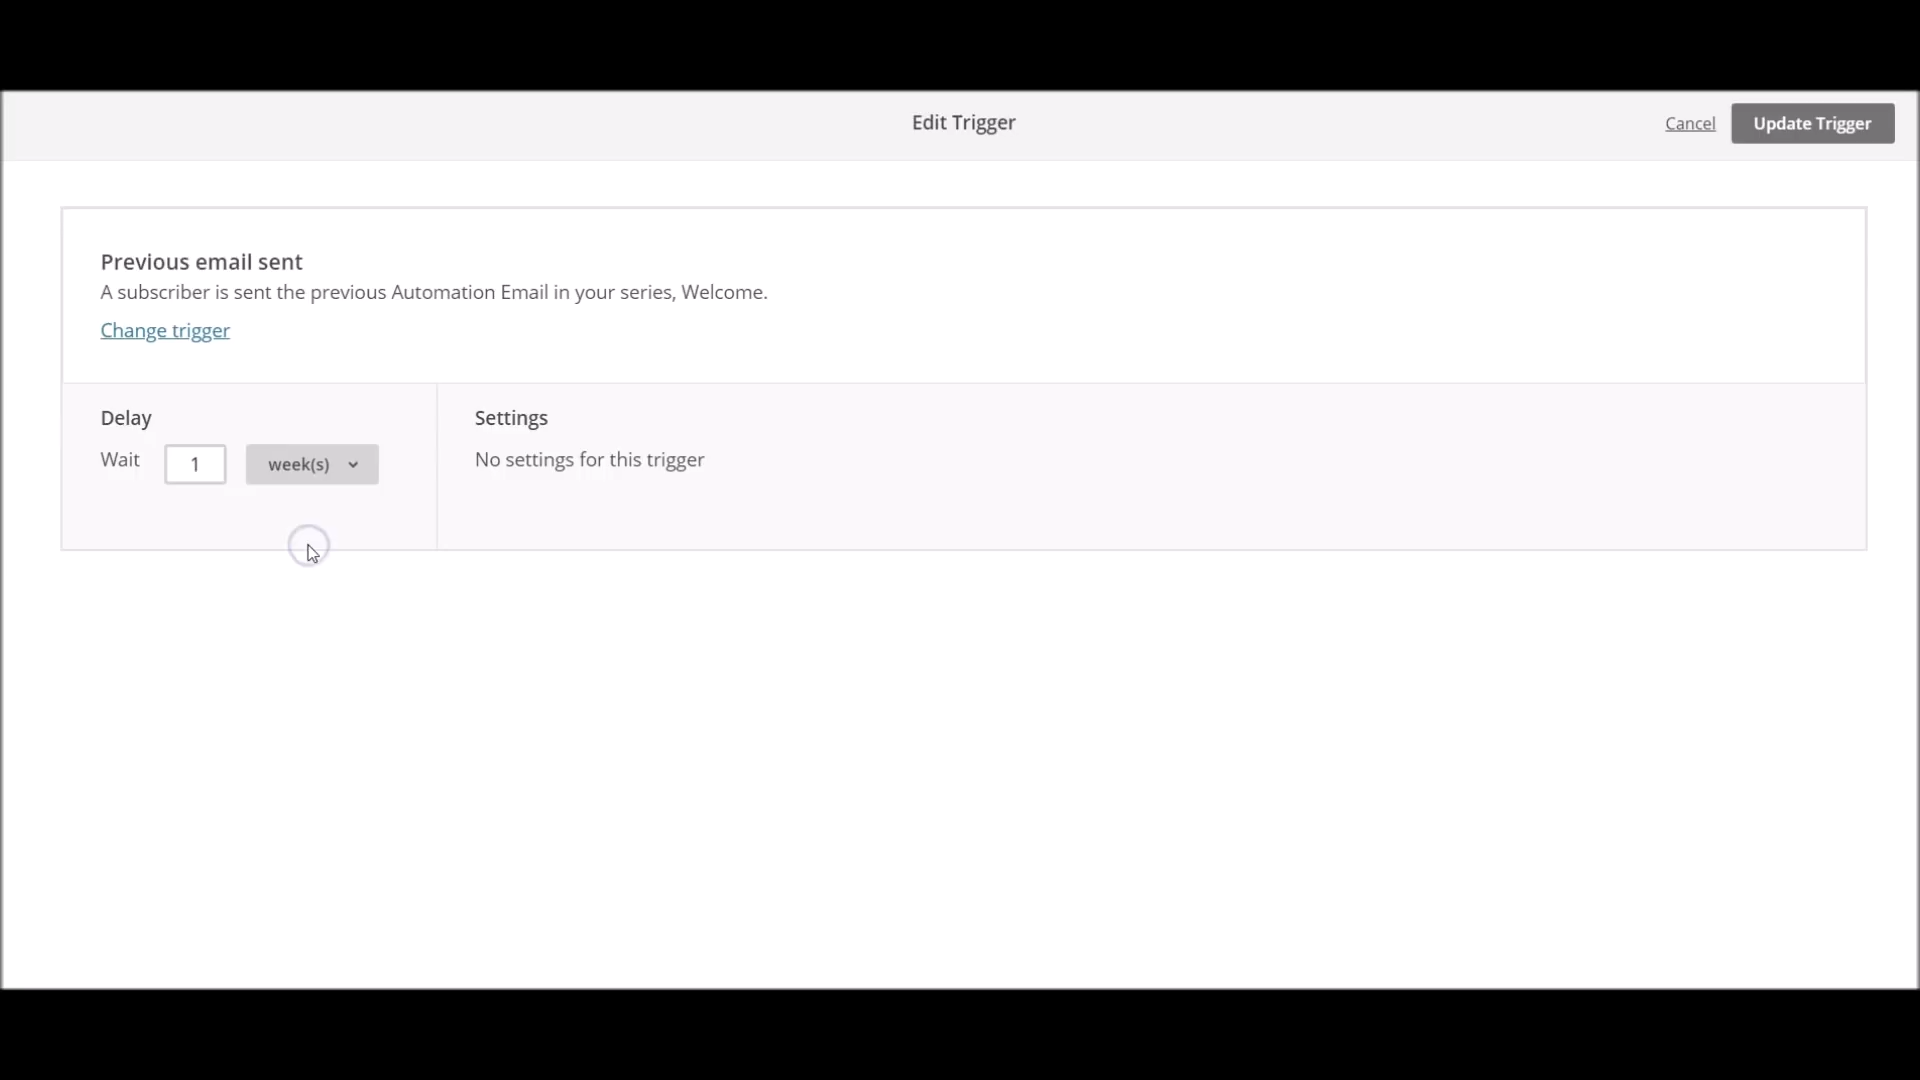 Edit Trigger
Cancel
Update Trigger
Previous email sent
A subscriber is sent the previous Automation Email in your series, Welcome.
Change trigger
Delay
Wait 1 week(s)
Settings
No settings for this trigger